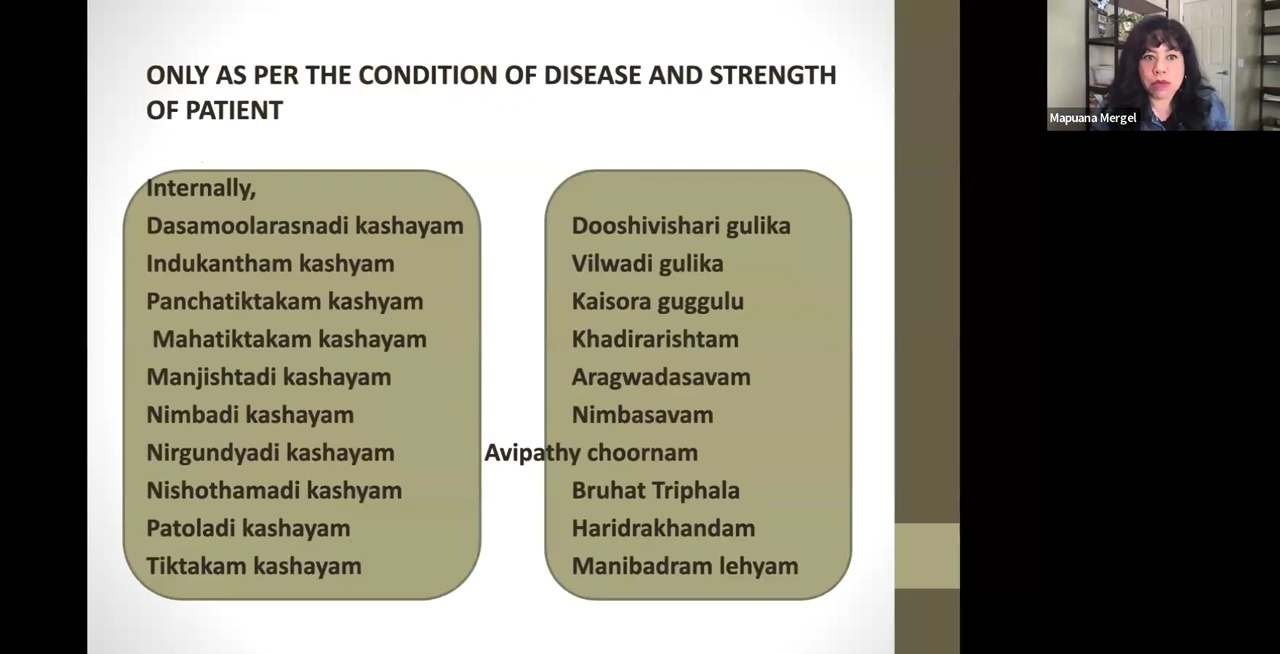 ONLY AS PER THE CONDITION OF DISEASE AND STRENGTH
OF PATIENT
Internally,
Dasamoolarasnadi kashayam
Indukantham kashyam
Panchatiktakam kashyam
Mahatiktakam kashayam
Manjishtadi kashayam
Nimbadi kashayam
Nirgundyadi kashayam
Nishothamadi kashyam
Patoladi kashayam
Tiktakam kashayam
Dooshivishari gulika
Vilwadi gulika
Kaisora guggulu
Khadirarishtam
Aragwadasavam
Nimbasavam
Avipathy choornam
Bruhat Triphala
Haridrakhandam
Manibadram lehyam
Mapuana Mergel